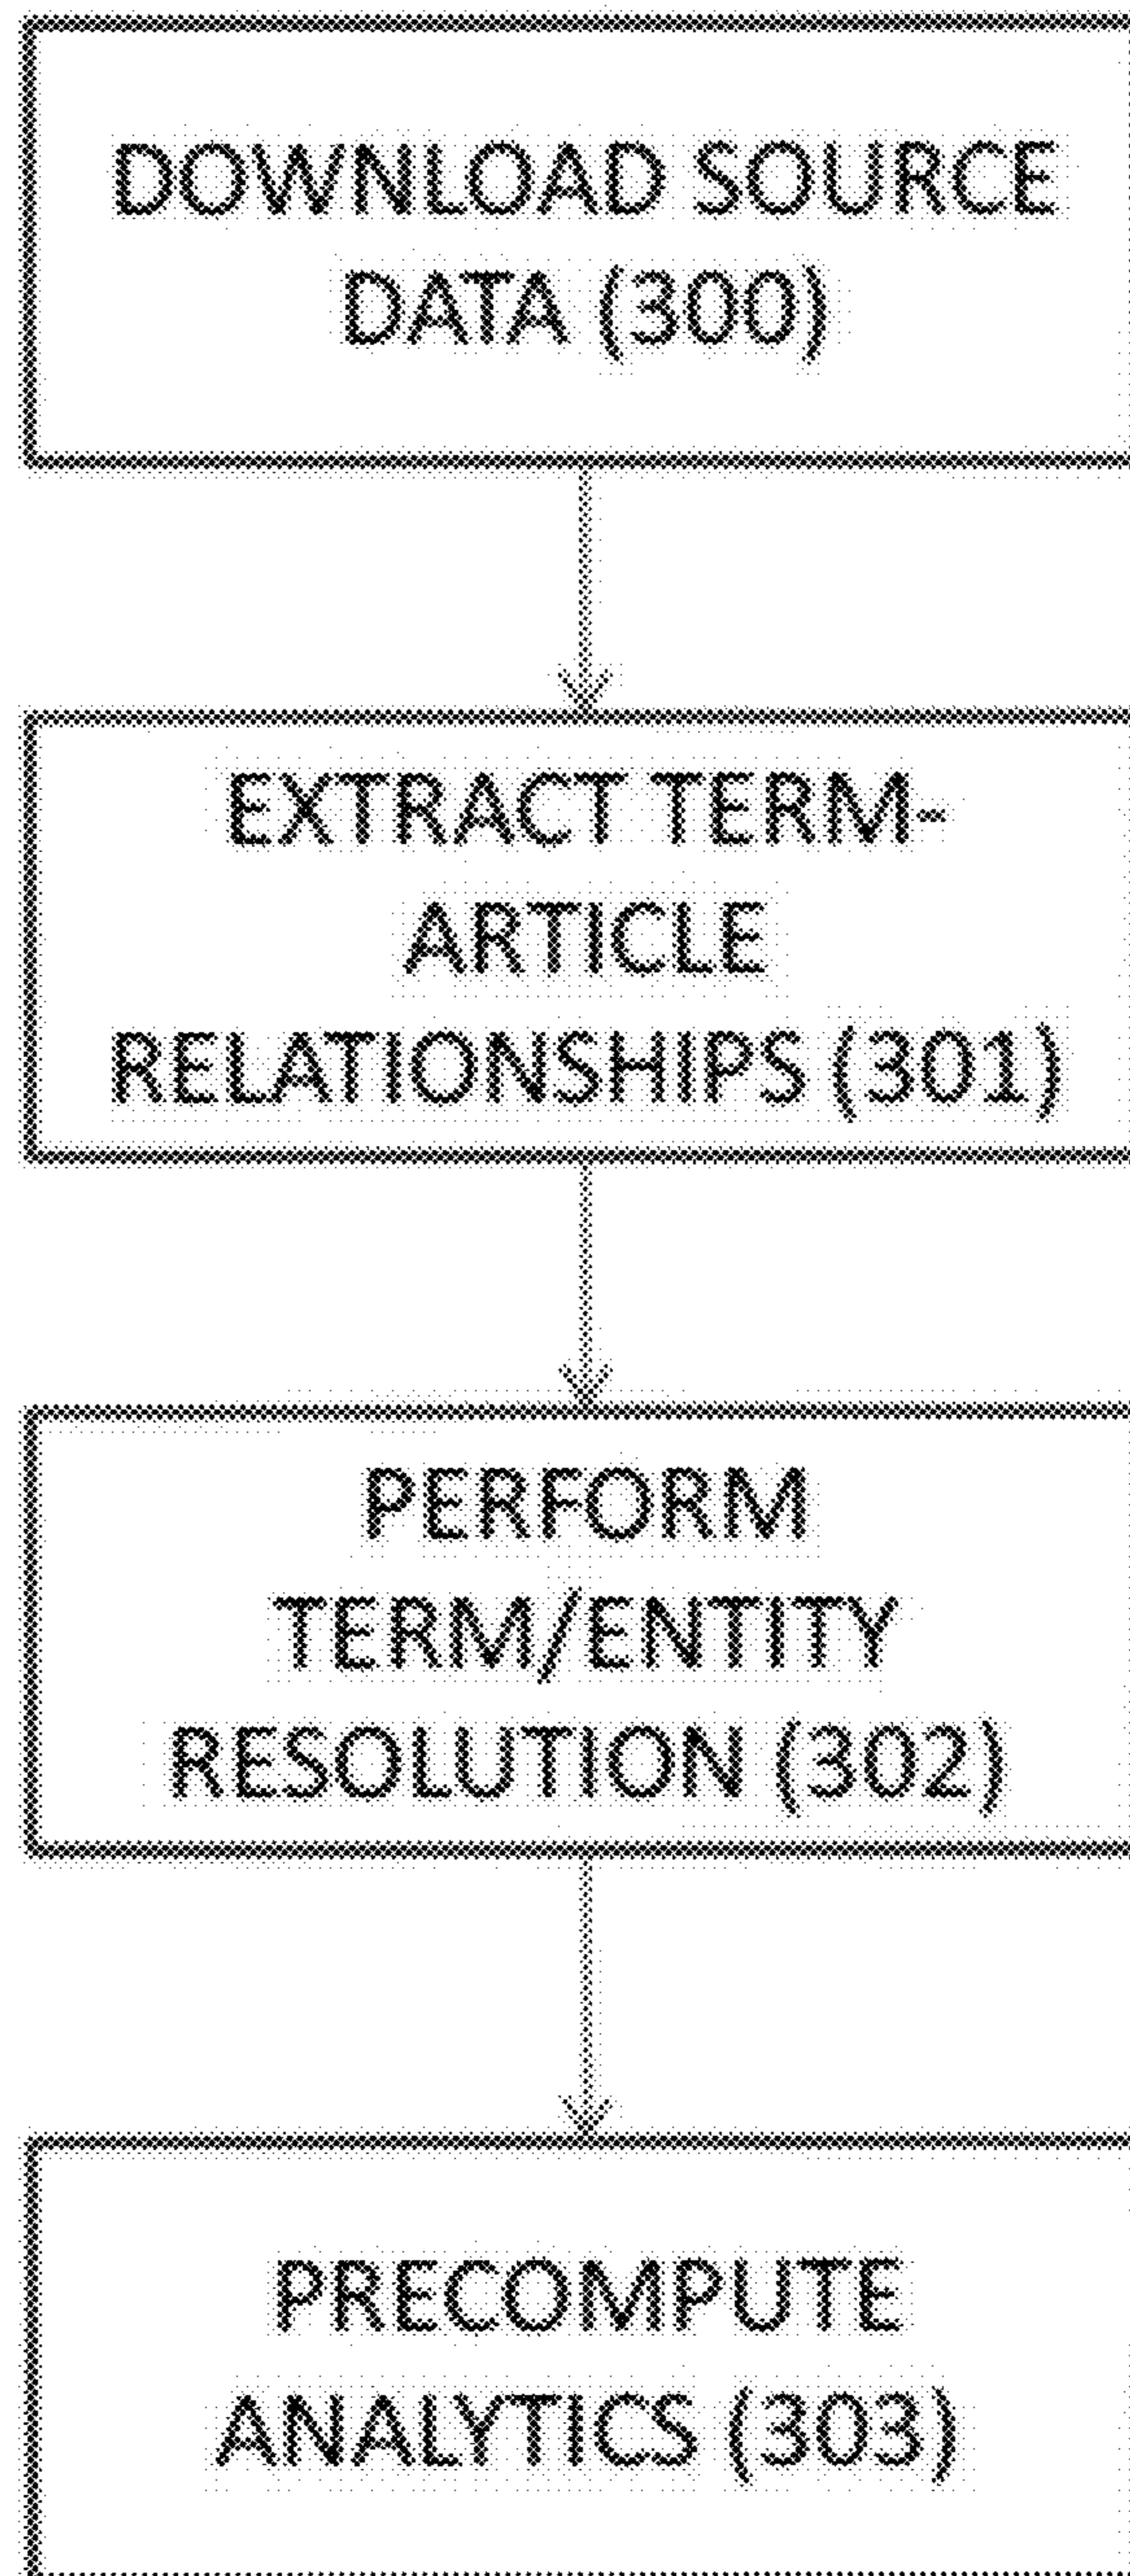 DOWNLOAD SOURCE
DATA (300)
EXTRACT TERM-
ARTICLE
RELATIONSHIPS (301)
PERFORM
TERM/ENTITY
RESOLUTION (302)
PRECOMPUTE
ANALYTICS (303)